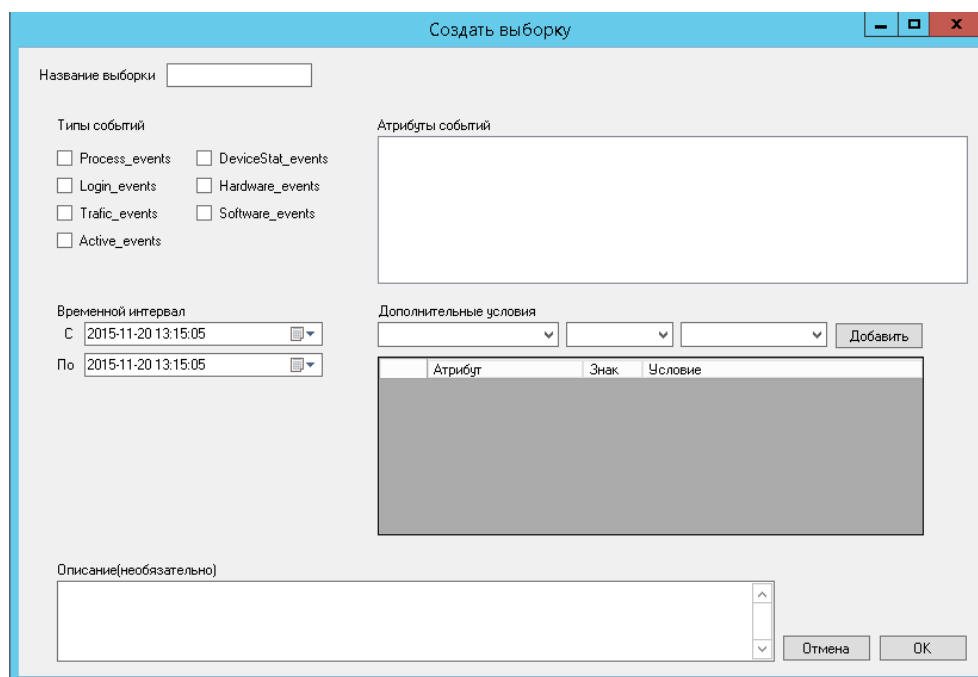 Создать выборку
Название выборки
Типы событий
Process_events DeviceStat_events
Login_events Hardware_events
Trafic_events Software_events
Active_events
Атрибуты событий
Временной интервал
С 2015-11-20 13:15:05
По 2015-11-20 13:15:05
Дополнительные условия
Добавить
Атрибут Знак Условие
Описание(необязательно)
Отмена OK